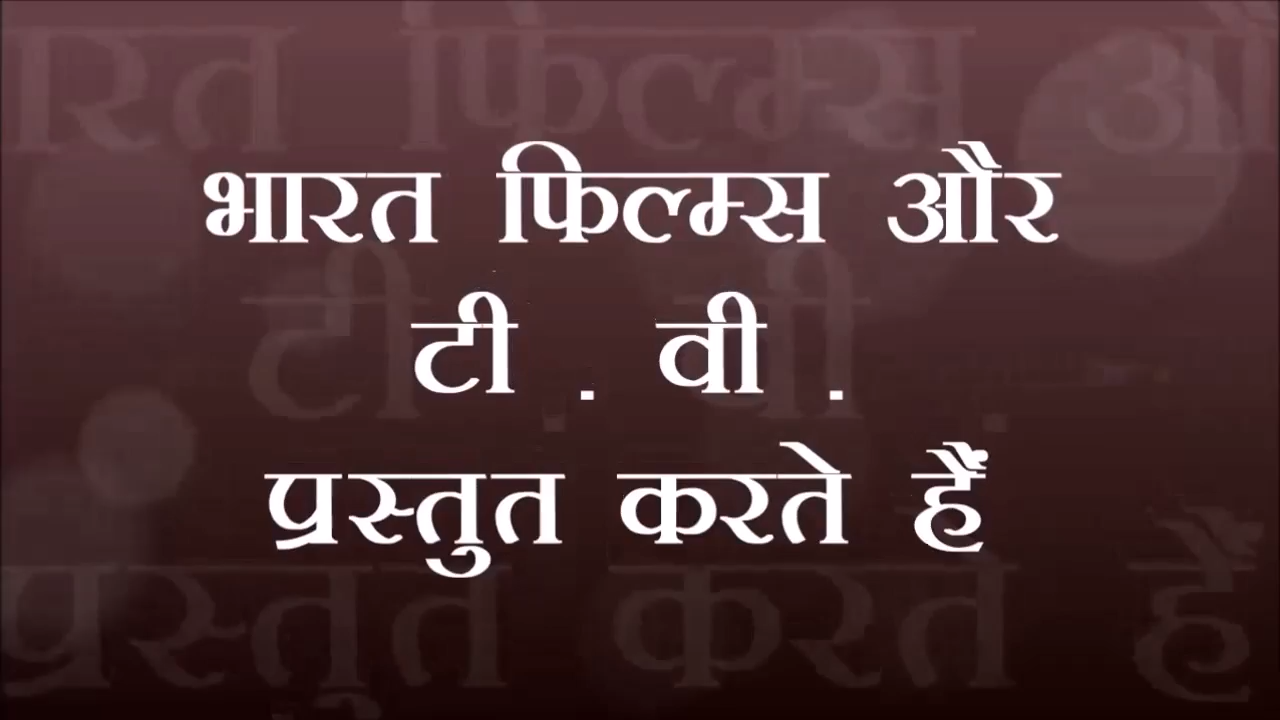 भारत फिल्म्स और
टी . वी .
प्रस्तुत करते हैं